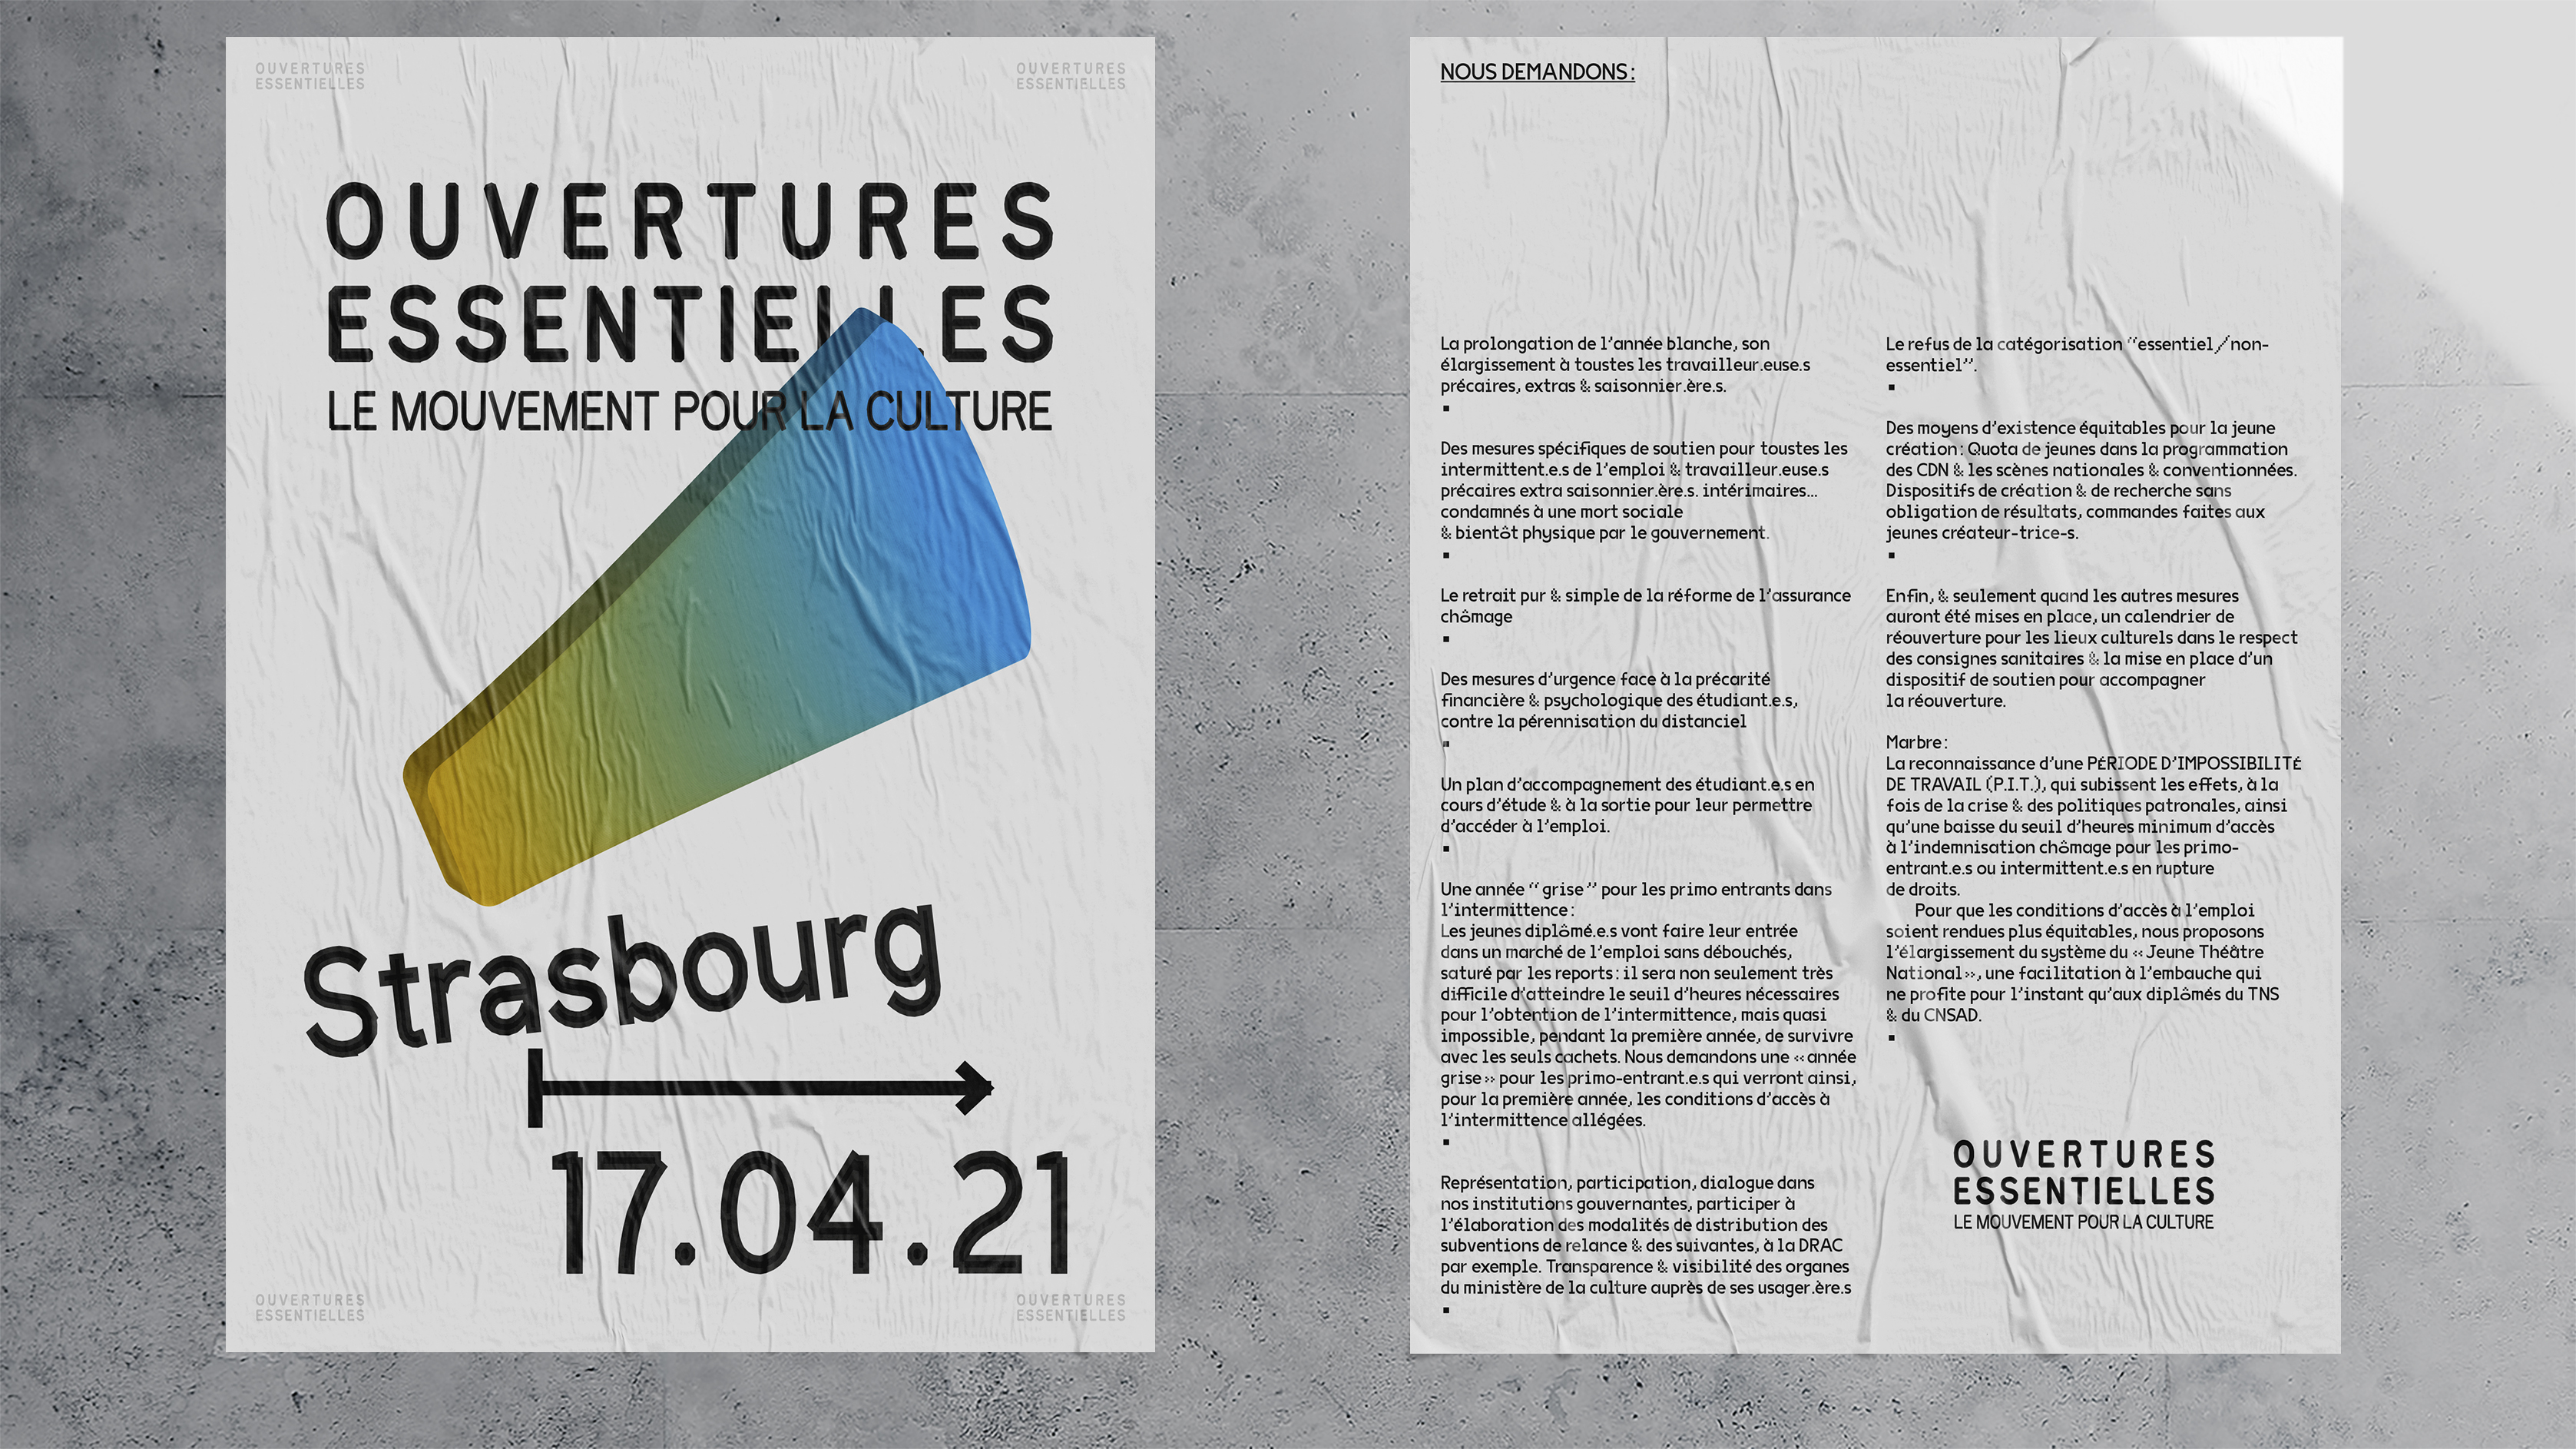 OUVERTURES
ESSENTIELLES
OUVERTURES
ESSENTIELLES
OUVERTURES
ESSENTIELLES
LE MOUVEMENT POUR LA CULTURE
Strasbourg
17.04.21
OUVERTURES
ESSENTIELLES
OUVERTURES
ESSENTIELLES
NOUS DEMANDONS :
La prolongation de l’année blanche, son
élargissement à toustes les travailleur.euse.s
précaires, extras & saisonnier.ère.s.
Des mesures spécifiques de soutien pour toustes les
intermittent.e.s de l’emploi & travailleur.euse.s
précaires extra saisonnier.ère.s. intérimaires...
condamnés à une mort sociale
& bientôt physique par le gouvernement.
Le retrait pur & simple de la réforme de l’assurance
chômage
Des mesures d’urgence face à la précarité
financière & psychologique des étudiant.e.s,
contre la pérennisation du distanciel
Un plan d’accompagnement des étudiant.e.s en
cours d’étude & à la sortie pour leur permettre
d’accéder à l’emploi.
Une année “grise” pour les primo entrants dans
l’intermittence :
Les jeunes diplômé.e.s vont faire leur entrée
dans un marché de l’emploi sans débouchés,
saturé par les reports : il sera non seulement très
difficile d’atteindre le seuil d’heures nécessaires
pour l’obtention de l’intermittence, mais quasi
impossible, pendant la première année, de survivre
avec les seuls cachets. Nous demandons une «année
grise» pour les primo-entrant.e.s qui verront ainsi,
pour la première année, les conditions d’accès à
l’intermittence allégées.
Représentation, participation, dialogue dans
nos institutions gouvernantes, participer à
l’élaboration des modalités de distribution des
subventions de relance & des suivantes, à la DRAC
par exemple. Transparence & visibilité des organes
du ministère de la culture auprès de ses usager.ère.s
Le refus de la catégorisation “essentiel/non-
essentiel”.
Des moyens d’existence équitables pour la jeune
création : Quota de jeunes dans la programmation
des CDN & les scènes nationales & conventionnées.
Dispositifs de création & de recherche sans
obligation de résultats, commandes faites aux
jeunes créateur-trice-s.
Enfin, & seulement quand les autres mesures
auront été mises en place, un calendrier de
réouverture pour les lieux culturels dans le respect
des consignes sanitaires & la mise en place d’un
dispositif de soutien pour accompagner
la réouverture.
Marbre :
La reconnaissance d’une PÉRIODE D’IMPOSSIBILITÉ
DE TRAVAIL (P.I.T.), qui subissent les effets, à la
fois de la crise & des politiques patronales, ainsi
qu’une baisse du seuil d’heures minimum d’accès
à l’indemnisation chômage pour les primo-
entrant.e.s ou intermittent.e.s en rupture
de droits.
Pour que les conditions d’accès à l’emploi
soient rendues plus équitables, nous proposons
l’élargissement du système du «Jeune Théâtre
National», une facilitation à l’embauche qui
ne profite pour l’instant qu’aux diplômés du TNS
& du CNSAD.
OUVERTURES
ESSENTIELLES
LE MOUVEMENT POUR LA CULTURE